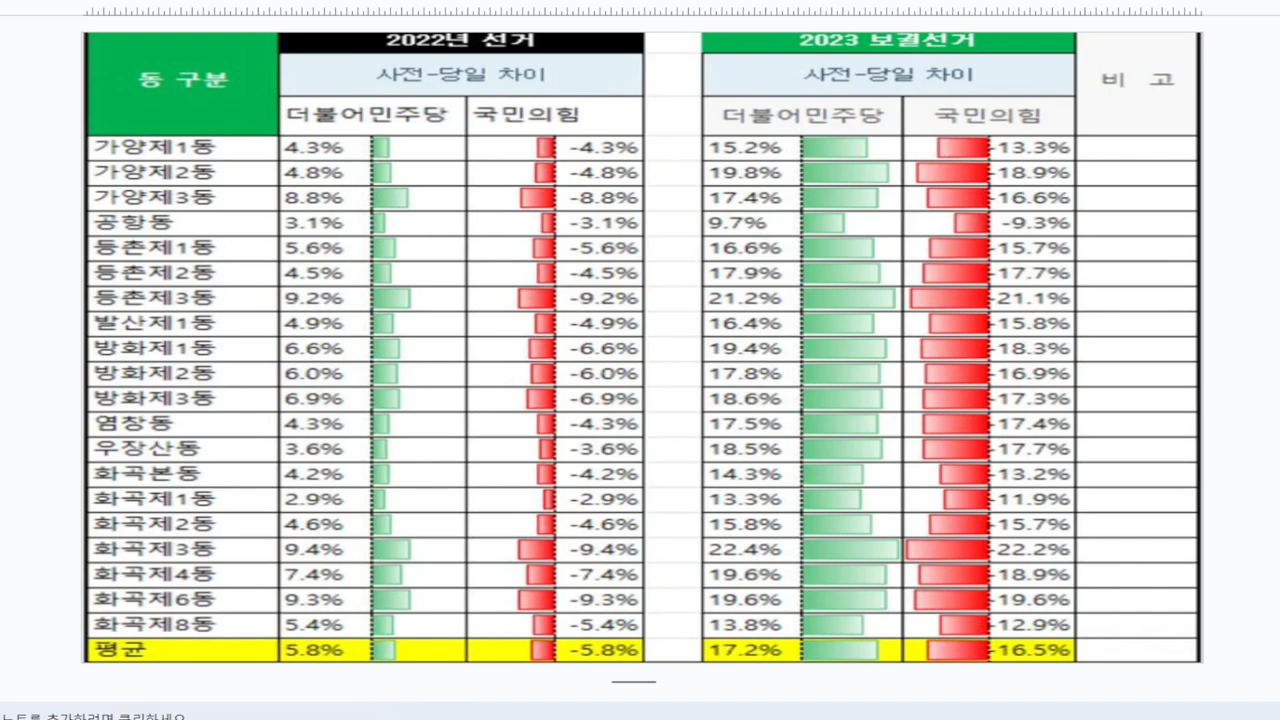 2022년 선거 2023 보결선거
동 구분 사전-당일 차이 사전-당일 차이 비 고
더불어민주당 국민의힘 더불어민주당 국민의힘
가양제1동 4.3% -4.3% 15.2% -13.3%
가양제2동 4.8% -4.8% 19.8% -18.9%
가양제3동 8.8% -8.8% 17.4% -16.6%
공항동 3.1% -3.1% 9.7% -9.3%
등촌제1동 5.6% -5.6% 16.6% -15.7%
등촌제2동 4.5% -4.5% 17.9% -17.7%
등촌제3동 9.2% -9.2% 21.2% -21.1%
발산제1동 4.9% -4.9% 16.4% -15.8%
방화제1동 6.6% -6.6% 19.4% -18.3%
방화제2동 6.0% -6.0% 17.8% -16.9%
방화제3동 6.9% -6.9% 18.6% -17.3%
염창동 4.3% -4.3% 17.5% -17.4%
우장산동 3.6% -3.6% 18.5% -17.7%
화곡본동 4.2% -4.2% 14.3% -13.2%
화곡제1동 2.9% -2.9% 13.3% -11.9%
화곡제2동 4.6% -4.6% 15.8% -15.7%
화곡제3동 9.4% -9.4% 22.4% -22.2%
화곡제4동 7.4% -7.4% 19.6% -18.9%
화곡제6동 9.3% -9.3% 19.6% -19.6%
화곡제8동 5.4% -5.4% 13.8% -12.9%
평균 5.8% -5.8% 17.2% -16.5%
노트를 추가하려면 클릭하세요